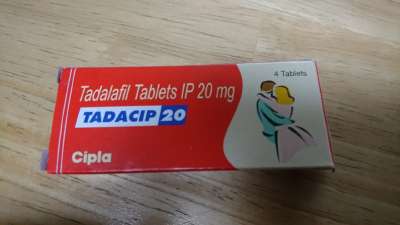 4 Tablets
Tadalafil Tablets IP 20 mg
TADACIP 20
Cipla